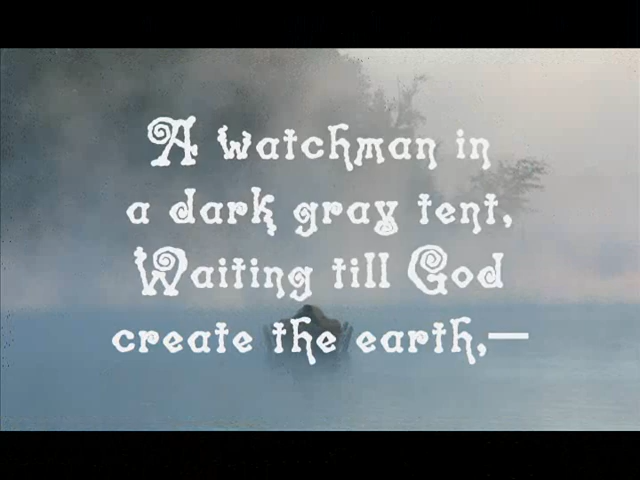 A watchman in
a dark gray tent,
Waiting till God
create the earth,—